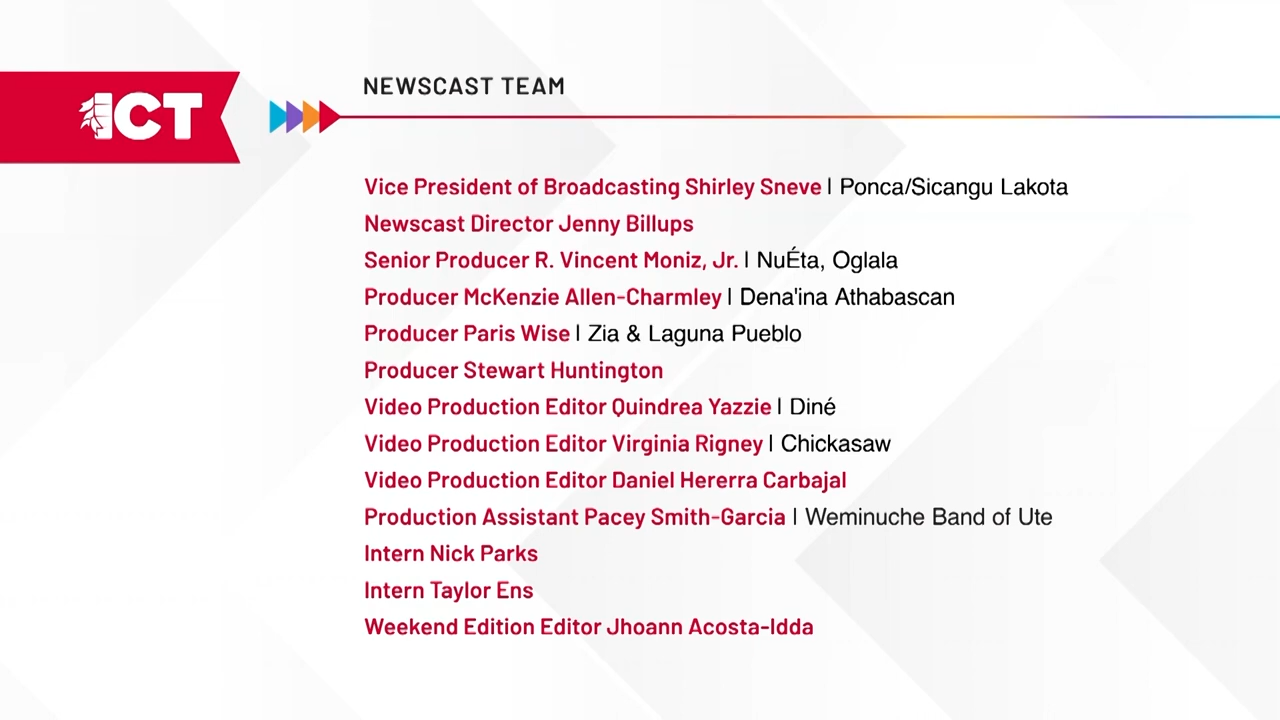 ICT
NEWSCAST TEAM
Vice President of Broadcasting Shirley Sneve | Ponca/Sicangu Lakota
Newscast Director Jenny Billups
Senior Producer R. Vincent Moniz, Jr. | NuÉta, Oglala
Producer McKenzie Allen-Charmley | Dena'ina Athabascan
Producer Paris Wise | Zia & Laguna Pueblo
Producer Stewart Huntington
Video Production Editor Quindrea Yazzie | Diné
Video Production Editor Virginia Rigney | Chickasaw
Video Production Editor Daniel Hererra Carbajal
Production Assistant Pacey Smith-Garcia | Weminuche Band of Ute
Intern Nick Parks
Intern Taylor Ens
Weekend Edition Editor Jhoann Acosta-Idda